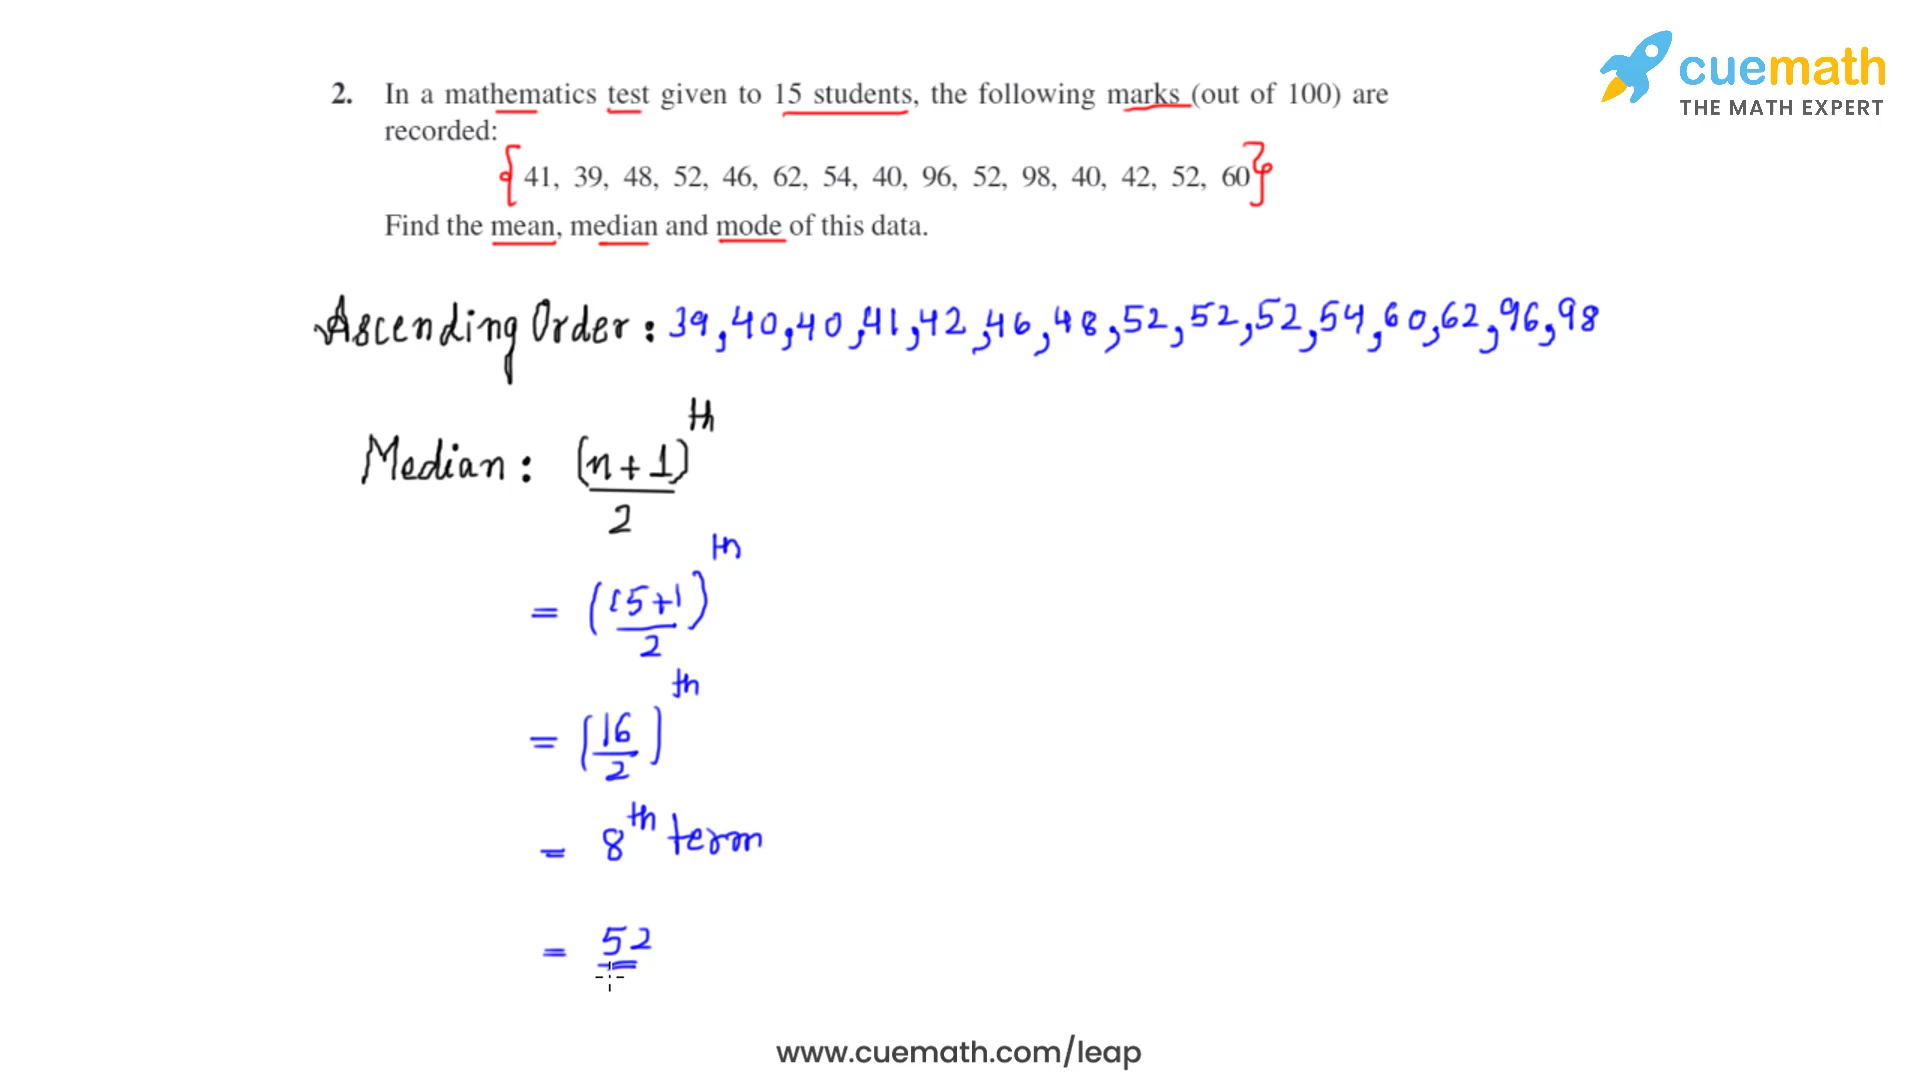 cuemath
THE MATH EXPERT
2. In a mathematics test given to 15 students, the following marks (out of 100) are
recorded:
{ 41, 39, 48, 52, 46, 62, 54, 40, 96, 52, 98, 40, 42, 52, 60 }
Find the mean, median and mode of this data.
Ascending Order : 39, 40, 40, 41, 42, 46, 48, 52, 52, 52, 54, 60, 62, 96, 98
Median : (n+1)th
2
= (15+1)th
2
= (16)th
2
= 8th term
= 52
www.cuemath.com/leap